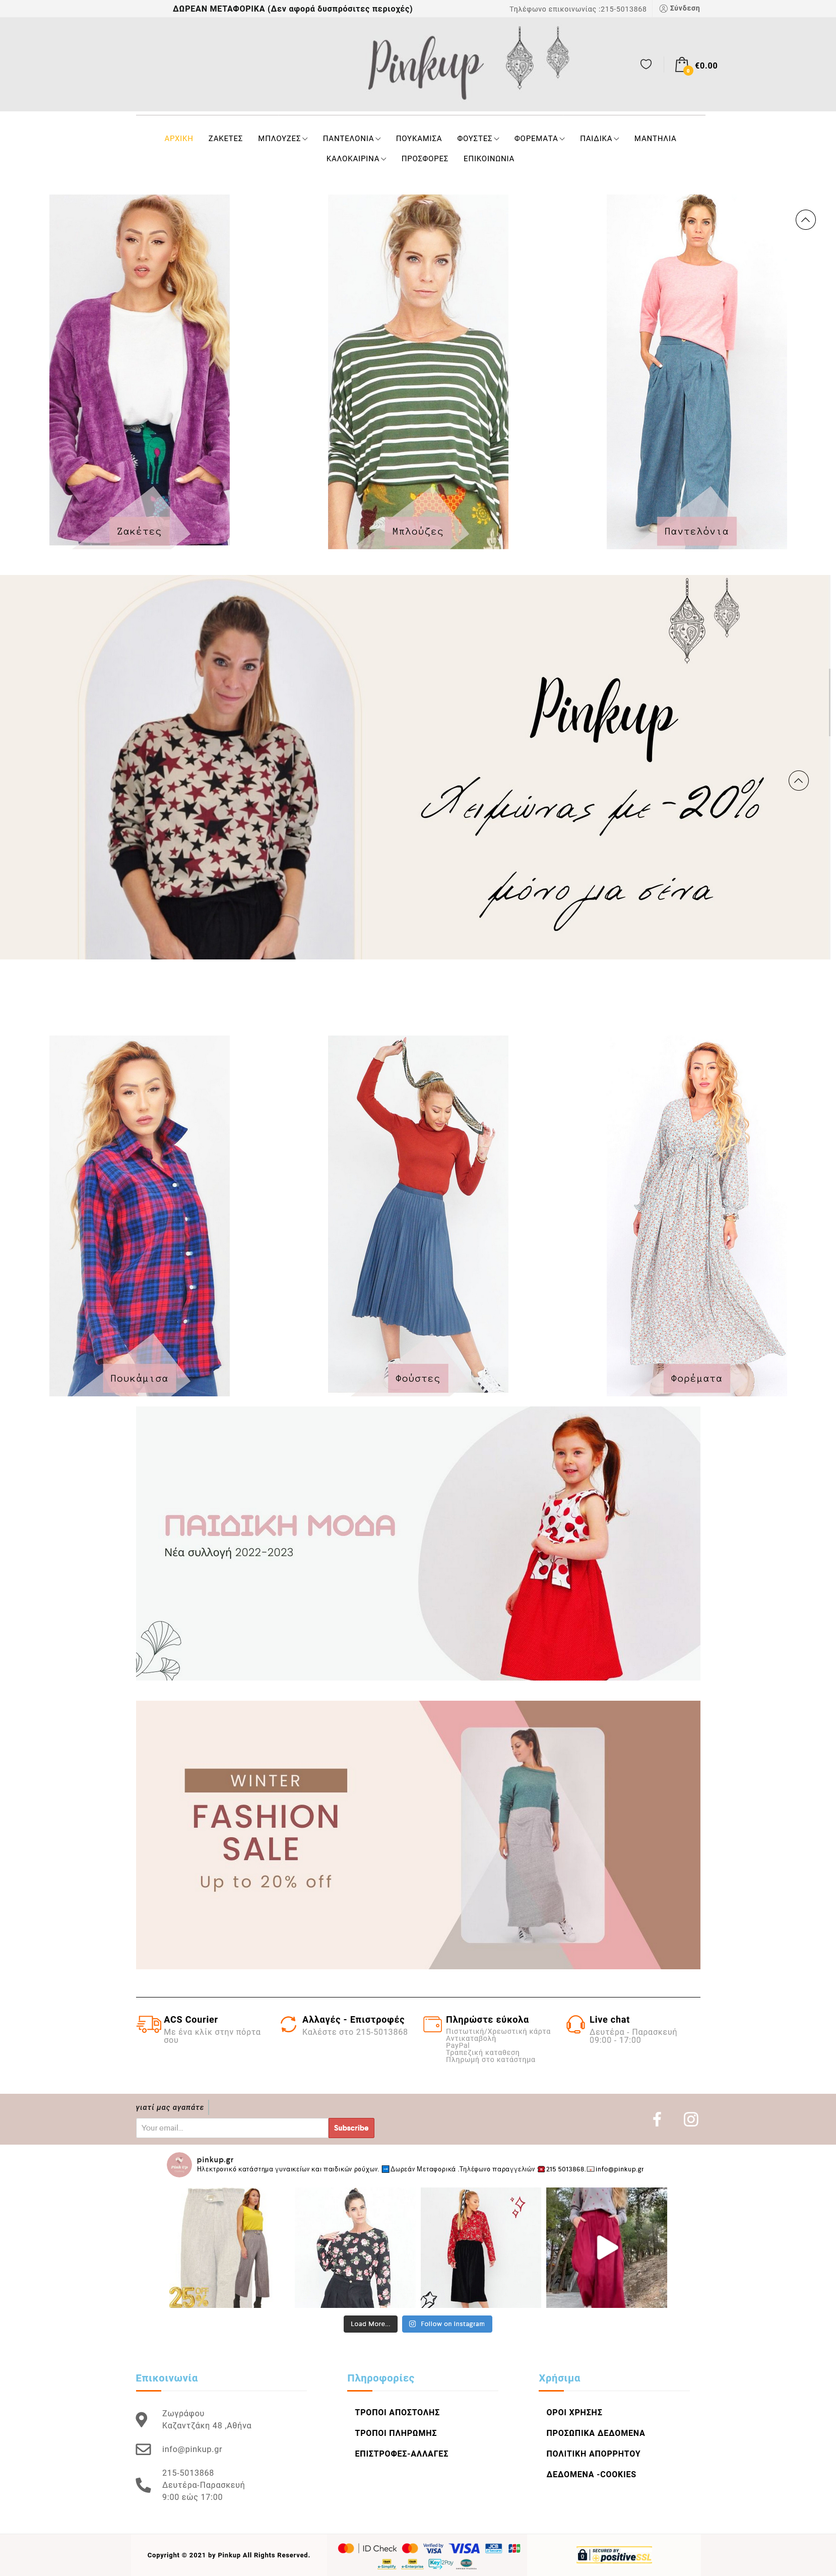 ΔΩΡΕΑΝ ΜΕΤΑΦΟΡΙΚΑ (Δεν αφορά δυσπρόσιτες περιοχές)
Τηλέφωνο επικοινωνίας :215-5013868
Σύνδεση
Pinkup
0
€0.00
ΑΡΧΙΚΗ ΖΑΚΕΤΕΣ ΜΠΛΟΥΖΕΣ ΠΑΝΤΕΛΟΝΙΑ ΠΟΥΚΑΜΙΣΑ ΦΟΥΣΤΕΣ ΦΟΡΕΜΑΤΑ ΠΑΙΔΙΚΑ ΜΑΝΤΗΛΙΑ
ΚΑΛΟΚΑΙΡΙΝΑ ΠΡΟΣΦΟΡΕΣ ΕΠΙΚΟΙΝΩΝΙΑ
Ζακέτες
Μπλούζες
Παντελόνια
Pinkup
Χειμώνας με -20%
μόνο για σένα
Πουκάμισα
Φούστες
Φορέματα
ΠΑΙΔΙΚΗ ΜΟΔΑ
Νέα συλλογή 2022-2023
WINTER
FASHION
SALE
Up to 20% off
ACS Courier
Με ένα κλίκ στην πόρτα
σου
Αλλαγές - Επιστροφές
Καλέστε στο 215-5013868
Πληρώστε εύκολα
Πιστωτική/Χρεωστική κάρτα
Αντικαταβολή
PayPal
Τραπεζική καταθεση
Πληρωμή στο κατάστημα
Live chat
Δευτέρα - Παρασκευή
09:00 - 17:00
γιατί μας αγαπάτε
Your email...
Subscribe
pinkup.gr
Ηλεκτρονικό κατάστημα γυναικείων και παιδικών ρούχων. Δωρεάν Μεταφορικά .Τηλέφωνο παραγγελιών 215 5013868. info@pinkup.gr
25% OFF
Load More...
Follow on Instagram
Επικοινωνία
Ζωγράφου
Καζαντζάκη 48 ,Αθήνα
info@pinkup.gr
215-5013868
Δευτέρα-Παρασκευή
9:00 εώς 17:00
Πληροφορίες
ΤΡΟΠΟΙ ΑΠΟΣΤΟΛΗΣ
ΤΡΟΠΟΙ ΠΛΗΡΩΜΗΣ
ΕΠΙΣΤΡΟΦΕΣ-ΑΛΛΑΓΕΣ
Χρήσιμα
ΟΡΟΙ ΧΡΗΣΗΣ
ΠΡΟΣΩΠΙΚΑ ΔΕΔΟΜΕΝΑ
ΠΟΛΙΤΙΚΗ ΑΠΟΡΡΗΤΟΥ
ΔΕΔΟΜΕΝΑ -COOKIES
Copyright © 2021 by Pinkup All Rights Reserved.
ID Check
Verified by VISA
VISA
JCB
SECURED BY
positiveSSL